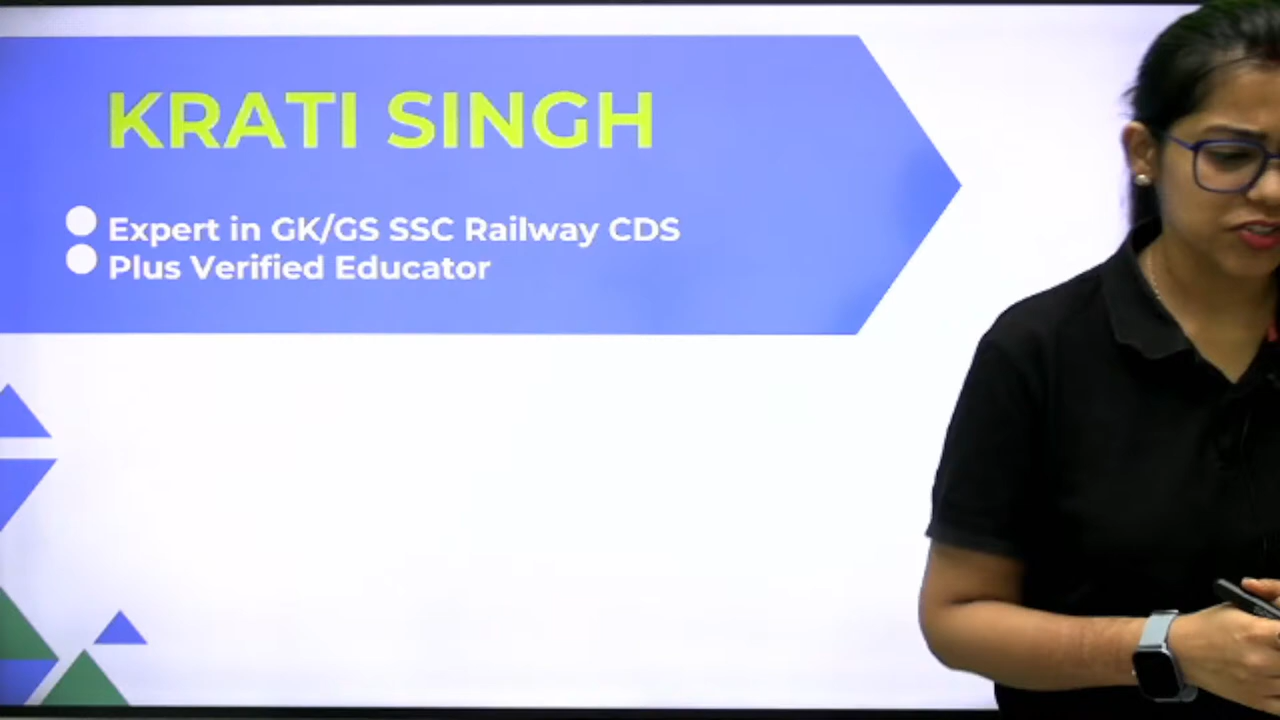 KRATI SINGH
Expert in GK/GS SSC Railway CDS
Plus Verified Educator